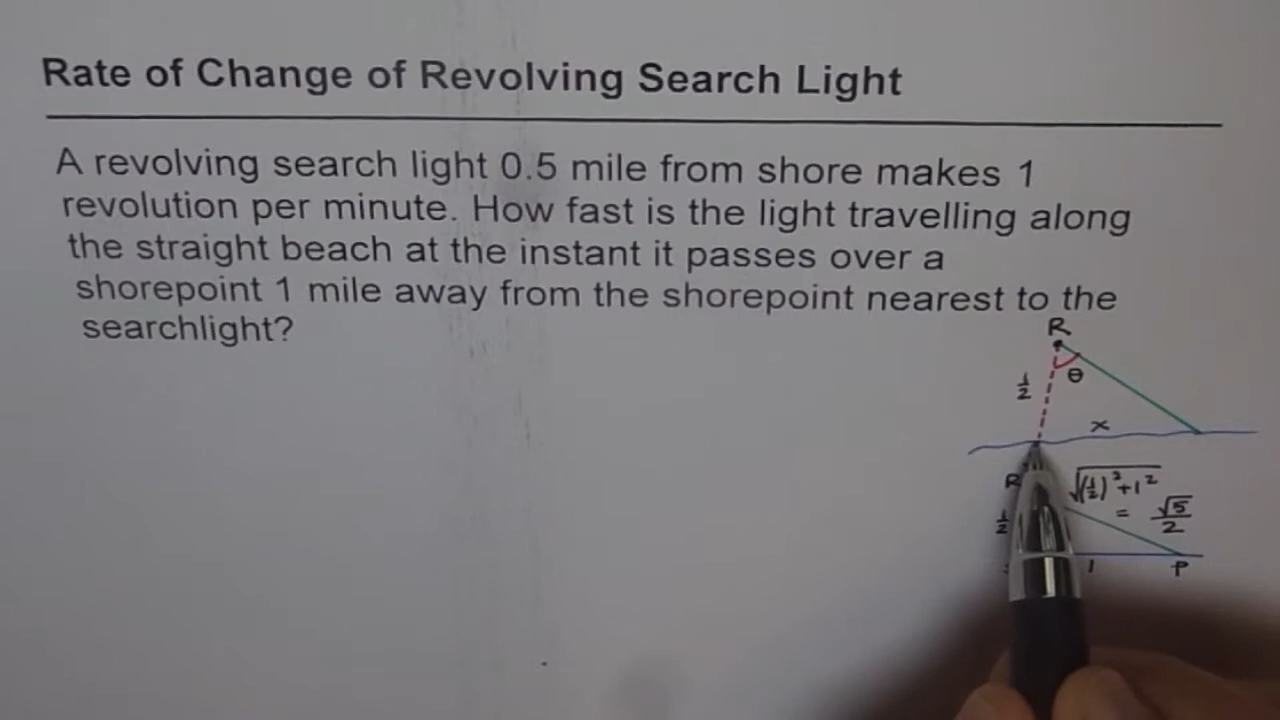 Rate of Change of Revolving Search Light
A revolving search light 0.5 mile from shore makes 1
revolution per minute. How fast is the light travelling along
the straight beach at the instant it passes over a
shorepoint 1 mile away from the shorepoint nearest to the
searchlight?
R
θ
1/2
x
R
√((1/2)²+1²)
= √5/2
1/2
1
P